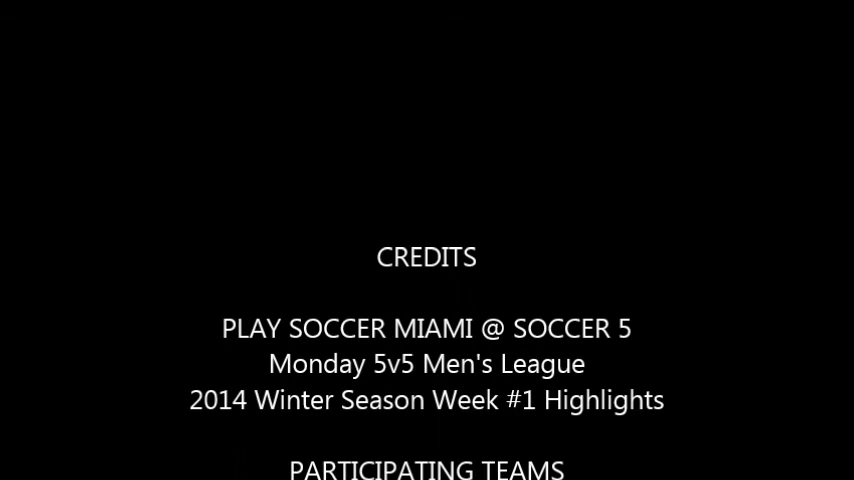 CREDITS
PLAY SOCCER MIAMI @ SOCCER 5
Monday 5v5 Men's League
2014 Winter Season Week #1 Highlights
PARTICIPATING TEAMS